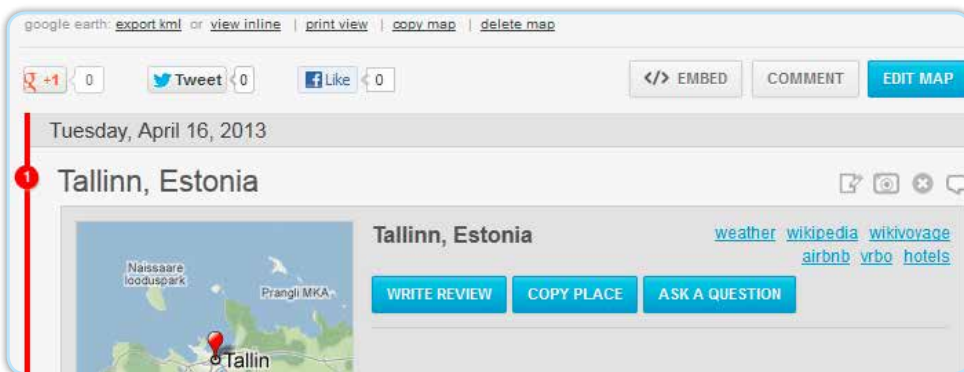 google earth: export kml or view inline | print view | copy map | delete map
+1 0 Tweet 0 Like 0 </> EMBED COMMENT EDIT MAP
Tuesday, April 16, 2013
1 Tallinn, Estonia
Tallinn, Estonia weather wikipedia wikivoyage
airbnb vrbo hotels
Naissaare
looduspark
Prangli MKA
WRITE REVIEW COPY PLACE ASK A QUESTION
Tallin